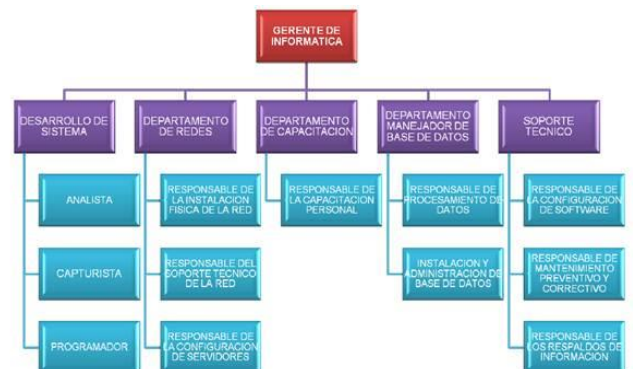 GERENTE DE
INFORMATICA
DESARROLLO DE
SISTEMA
DEPARTAMENTO
DE REDES
DEPARTAMENTO
DE CAPACITACION
DEPARTAMENTO
MANEJADOR DE
BASE DE DATOS
SOPORTE
TECNICO
ANALISTA
RESPONSABLE DE
LA INSTALACION
FISICA DE LA RED
RESPONSABLE DE
LA CAPACITACION
PERSONAL
RESPONSABLE DE
PROCESAMIENTO DE
DATOS
RESPONSABLE DE
LA CONFIGURACION
DE SOFTWARE
CAPTURISTA
RESPONSABLE DEL
SOPORTE TECNICO
DE LA RED
INSTALACION Y
ADMINISTRACION DE
BASE DE DATOS
RESPONSABLE DE
MANTENIMIENTO
PREVENTIVO Y
CORRECTIVO
PROGRAMADOR
RESPONSABLE DE
LA CONFIGURACION
DE SERVIDORES
RESPONSABLE DE
LOS RESPALDOS DE
INFORMACION